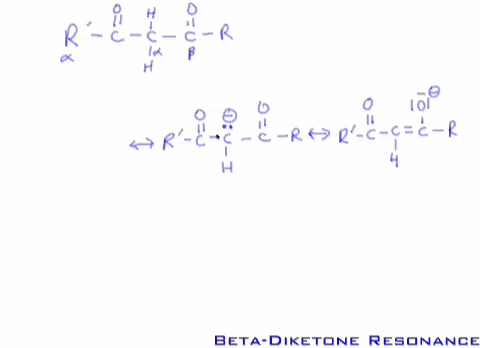 O H O
R´ – C – C – C – R
α α β
H
O ⊖ O O |O|⊖
↔ R' – C – C – C – R ↔ R' – C – C = C – R
H H
BETA-DIKETONE RESONANCE